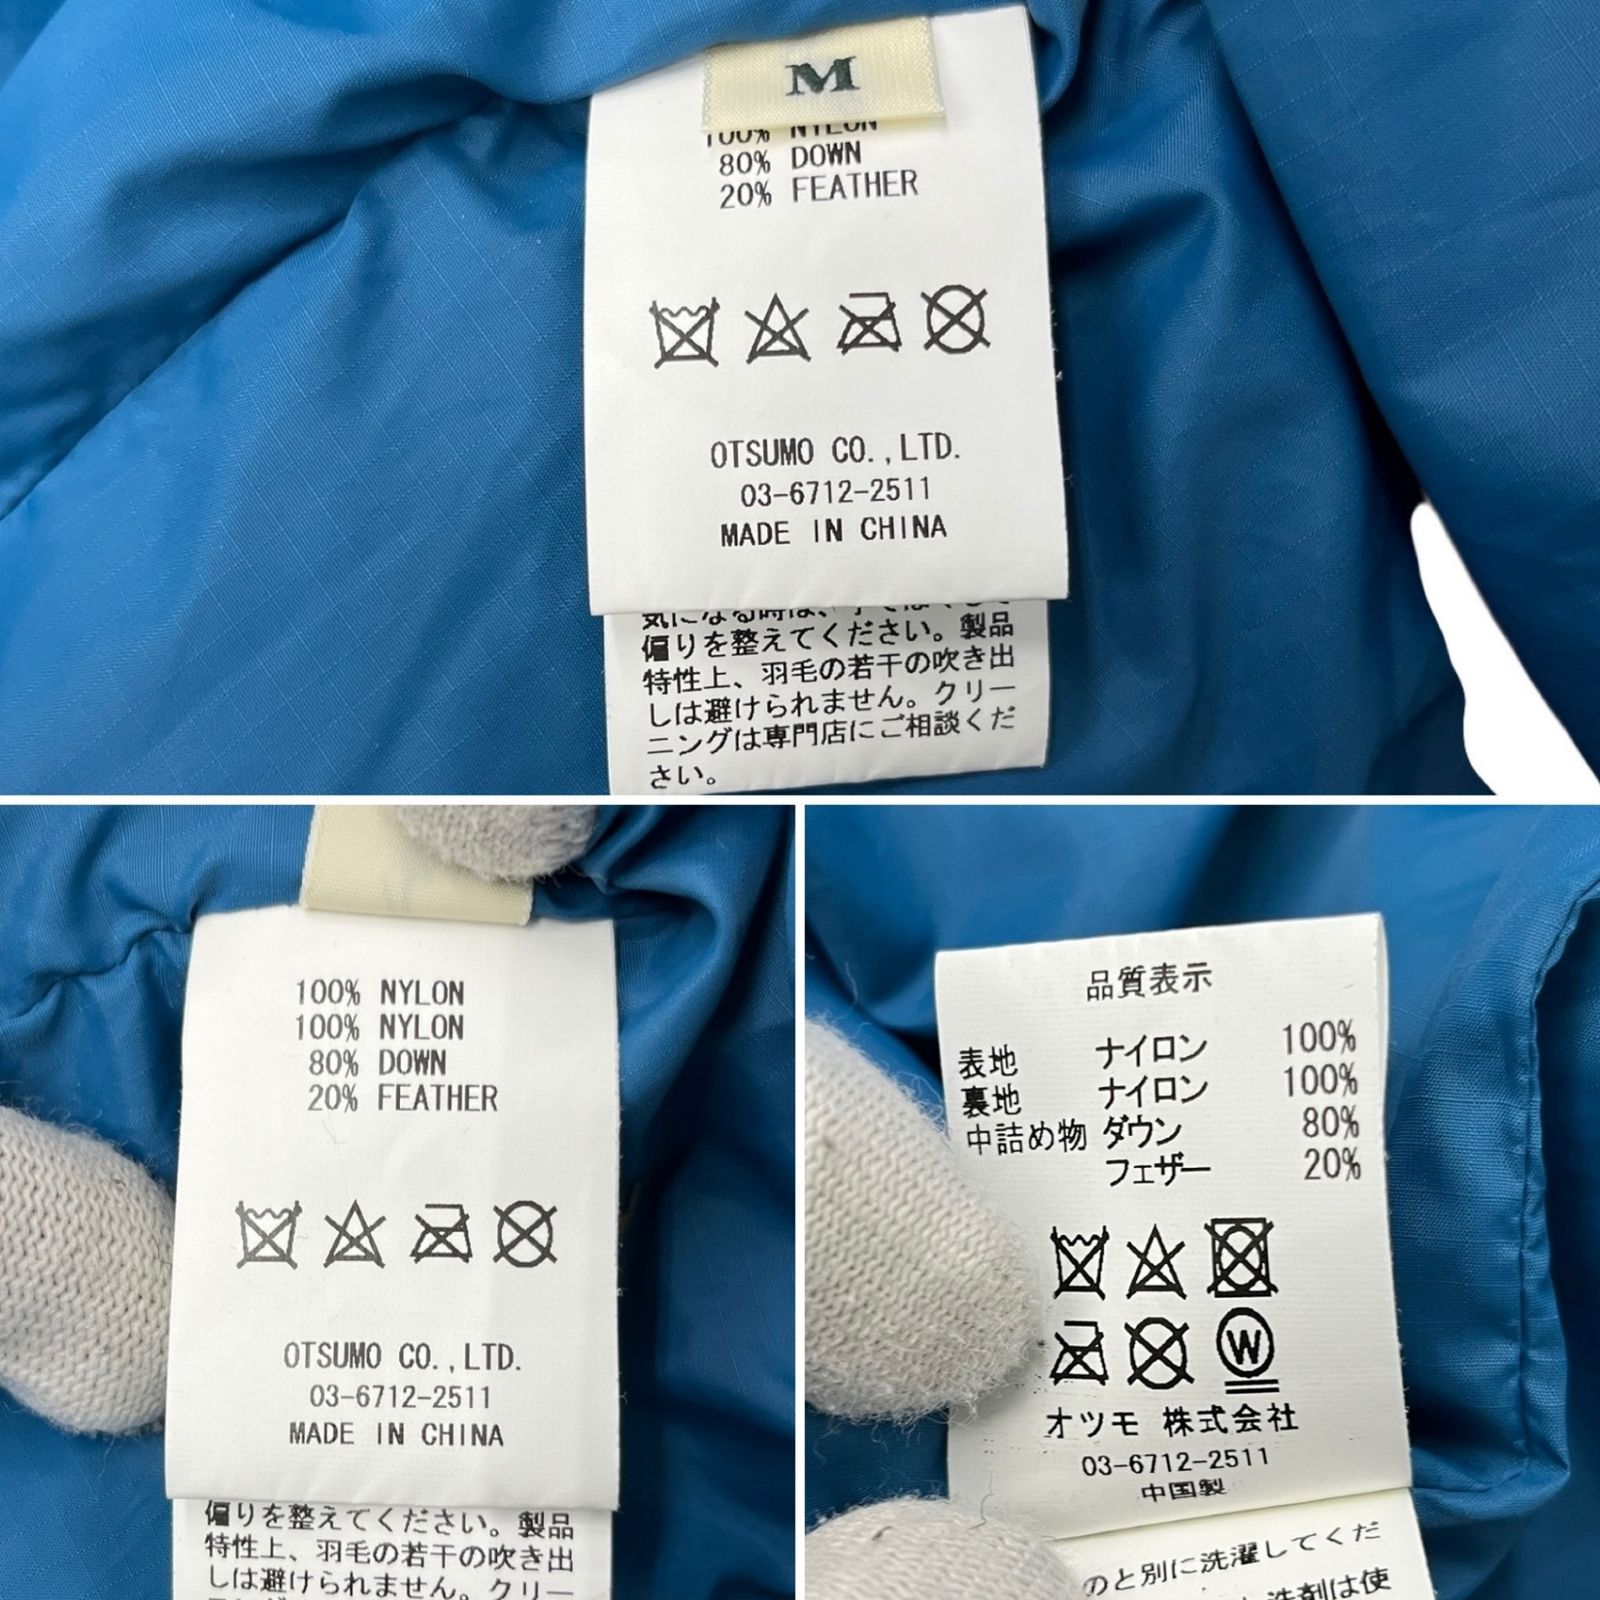 M
100% NYLON
80% DOWN
20% FEATHER
OTSUMO CO.,LTD.
03-6712-2511
MADE IN CHINA
気になる時は、
偏りを整えてください。製品
特性上、羽毛の若干の吹き出
しは避けられません。クリー
ニングは専門店にご相談くだ
さい。
100% NYLON
100% NYLON
80% DOWN
20% FEATHER
OTSUMO CO.,LTD.
03-6712-2511
MADE IN CHINA
偏りを整えてください。製品
特性上、羽毛の若干の吹き出
しは避けられません。クリー
品質表示
表地 ナイロン 100%
裏地 ナイロン 100%
中詰め物 ダウン 80%
フェザー 20%
W
オツモ 株式会社
03-6712-2511
中国製
のと別に洗濯してくだ
洗剤は使